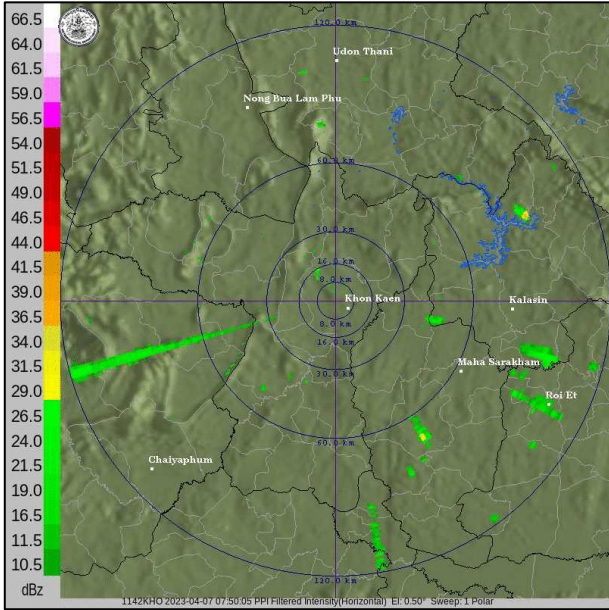 66.5
64.0
61.5
59.0
56.5
54.0
51.5
49.0
46.5
44.0
41.5
39.0
36.5
34.0
31.5
29.0
26.5
24.0
21.5
19.0
16.5
14.0
11.5
10.5
dBz
110.0 km
Udon Thani
Nong Bua Lam Phu
60.0 km
30.0 km
16.0 km
8.0 km
Khon Kaen
Kalasin
8.0 km
16.0 km
30.0 km
Maha Sarakham
Roi Et
60.0 km
Chaiyaphum
120.0 km
1142KHO 2023-04-07 07:50:05 PPI Filtered Intensity(Horizontal) El: 0.50° Sweep: 1 Polar